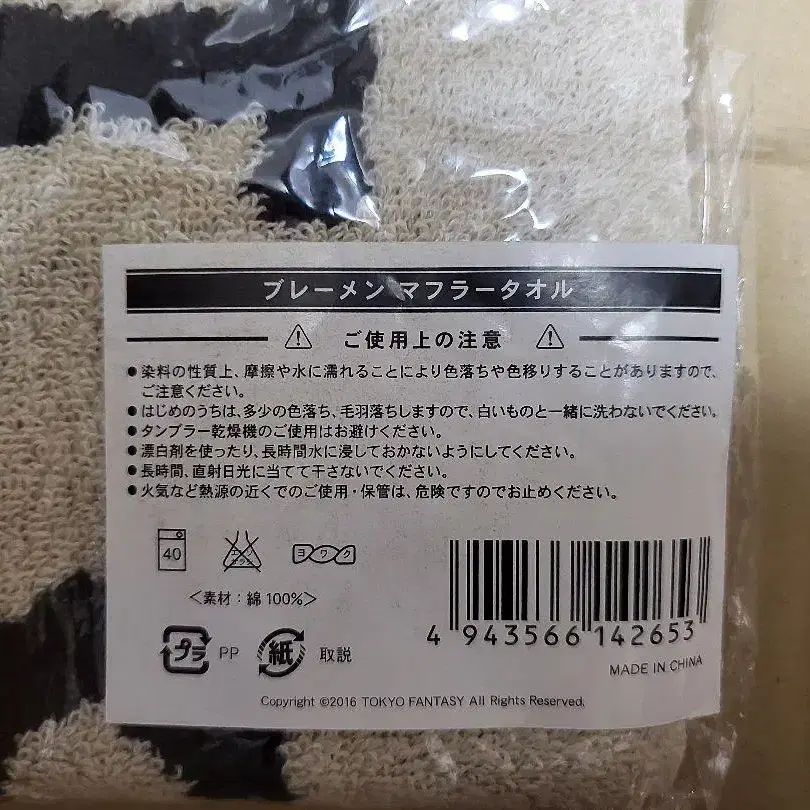 ブレーメン マフラータオル
⚠ ご使用上の注意 ⚠
●染料の性質上、摩擦や水に濡れることにより色落ちや色移りすることがありますので、
ご注意ください。
●はじめのうちは、多少の色落ち、毛羽落ちしますので、白いものと一緒に洗わないでください。
●タンブラー乾燥機のご使用はお避けください。
●漂白剤を使ったり、長時間水に浸しておかないようにしてください。
●長時間、直射日光に当てて干さないでください。
●火気など熱源の近くでのご使用・保管は、危険ですのでお止めください。
40 エンソ サラシ ヨワク
<素材：綿100%>
4 943566 142653
プラ PP 紙 取説
MADE IN CHINA
Copyright ©2016 TOKYO FANTASY All Rights Reserved.